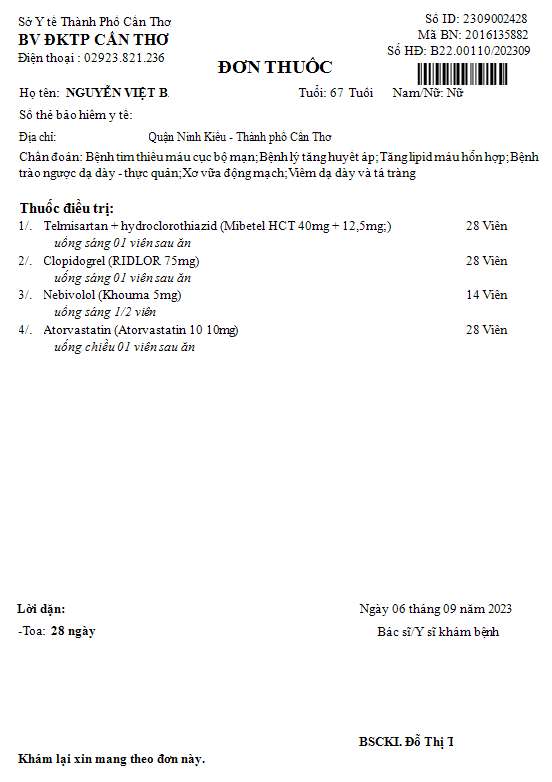 Sở Y tế Thành Phố Cần Thơ
BV ĐKTP CẦN THƠ
Điện thoại : 02923.821.236
Số ID: 2309002428
Mã BN: 2016135882
Số HĐ: B22.00110/202309
ĐƠN THUỐC
Họ tên: NGUYỄN VIỆT B. Tuổi: 67 Tuổi Nam/Nữ: Nữ
Số thẻ bảo hiểm y tế:
Địa chỉ: Quận Ninh Kiều - Thành phố Cần Thơ
Chẩn đoán: Bệnh tim thiếu máu cục bộ mạn; Bệnh lý tăng huyết áp; Tăng lipid máu hổn hợp; Bệnh
trào ngược dạ dày - thực quản; Xơ vữa động mạch; Viêm dạ dày và tá tràng
Thuốc điều trị:
1/. Telmisartan + hydroclorothiazid (Mibetel HCT 40mg + 12,5mg;) 28 Viên
uống sáng 01 viên sau ăn
2/. Clopidogrel (RIDLOR 75mg) 28 Viên
uống sáng 01 viên sau ăn
3/. Nebivolol (Khouma 5mg) 14 Viên
uống sáng 1/2 viên
4/. Atorvastatin (Atorvastatin 10 10mg) 28 Viên
uống chiều 01 viên sau ăn
Lời dặn: Ngày 06 tháng 09 năm 2023
-Toa: 28 ngày Bác sĩ/Y sĩ khám bệnh
BSCKI. Đỗ Thị T
Khám lại xin mang theo đơn này.